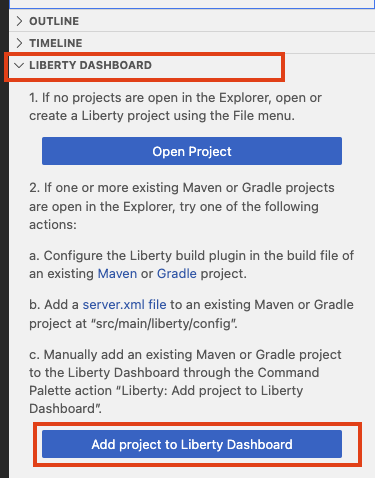 OUTLINE
TIMELINE
LIBERTY DASHBOARD
1. If no projects are open in the Explorer, open or
create a Liberty project using the File menu.
Open Project
2. If one or more existing Maven or Gradle projects
are open in the Explorer, try one of the following
actions:
a. Configure the Liberty build plugin in the build file of
an existing Maven or Gradle project.
b. Add a server.xml file to an existing Maven or Gradle
project at “src/main/liberty/config”.
c. Manually add an existing Maven or Gradle project
to the Liberty Dashboard through the Command
Palette action “Liberty: Add project to Liberty
Dashboard”.
Add project to Liberty Dashboard